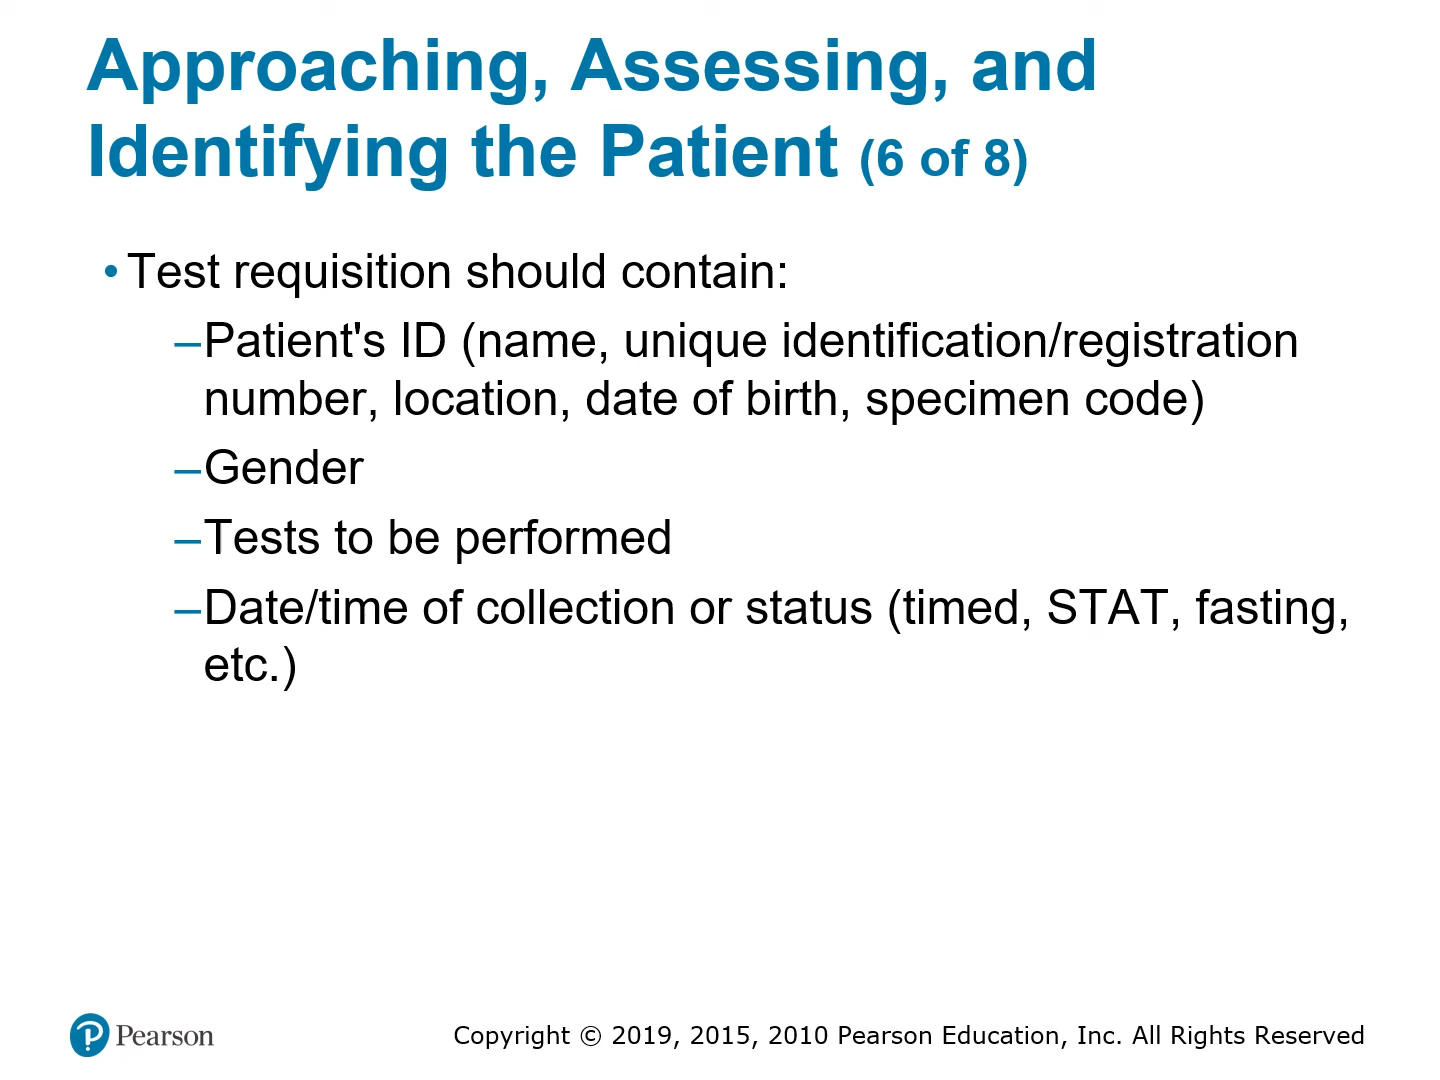 Approaching, Assessing, and
Identifying the Patient (6 of 8)
• Test requisition should contain:
–Patient's ID (name, unique identification/registration
number, location, date of birth, specimen code)
–Gender
–Tests to be performed
–Date/time of collection or status (timed, STAT, fasting,
etc.)
Pearson
Copyright © 2019, 2015, 2010 Pearson Education, Inc. All Rights Reserved